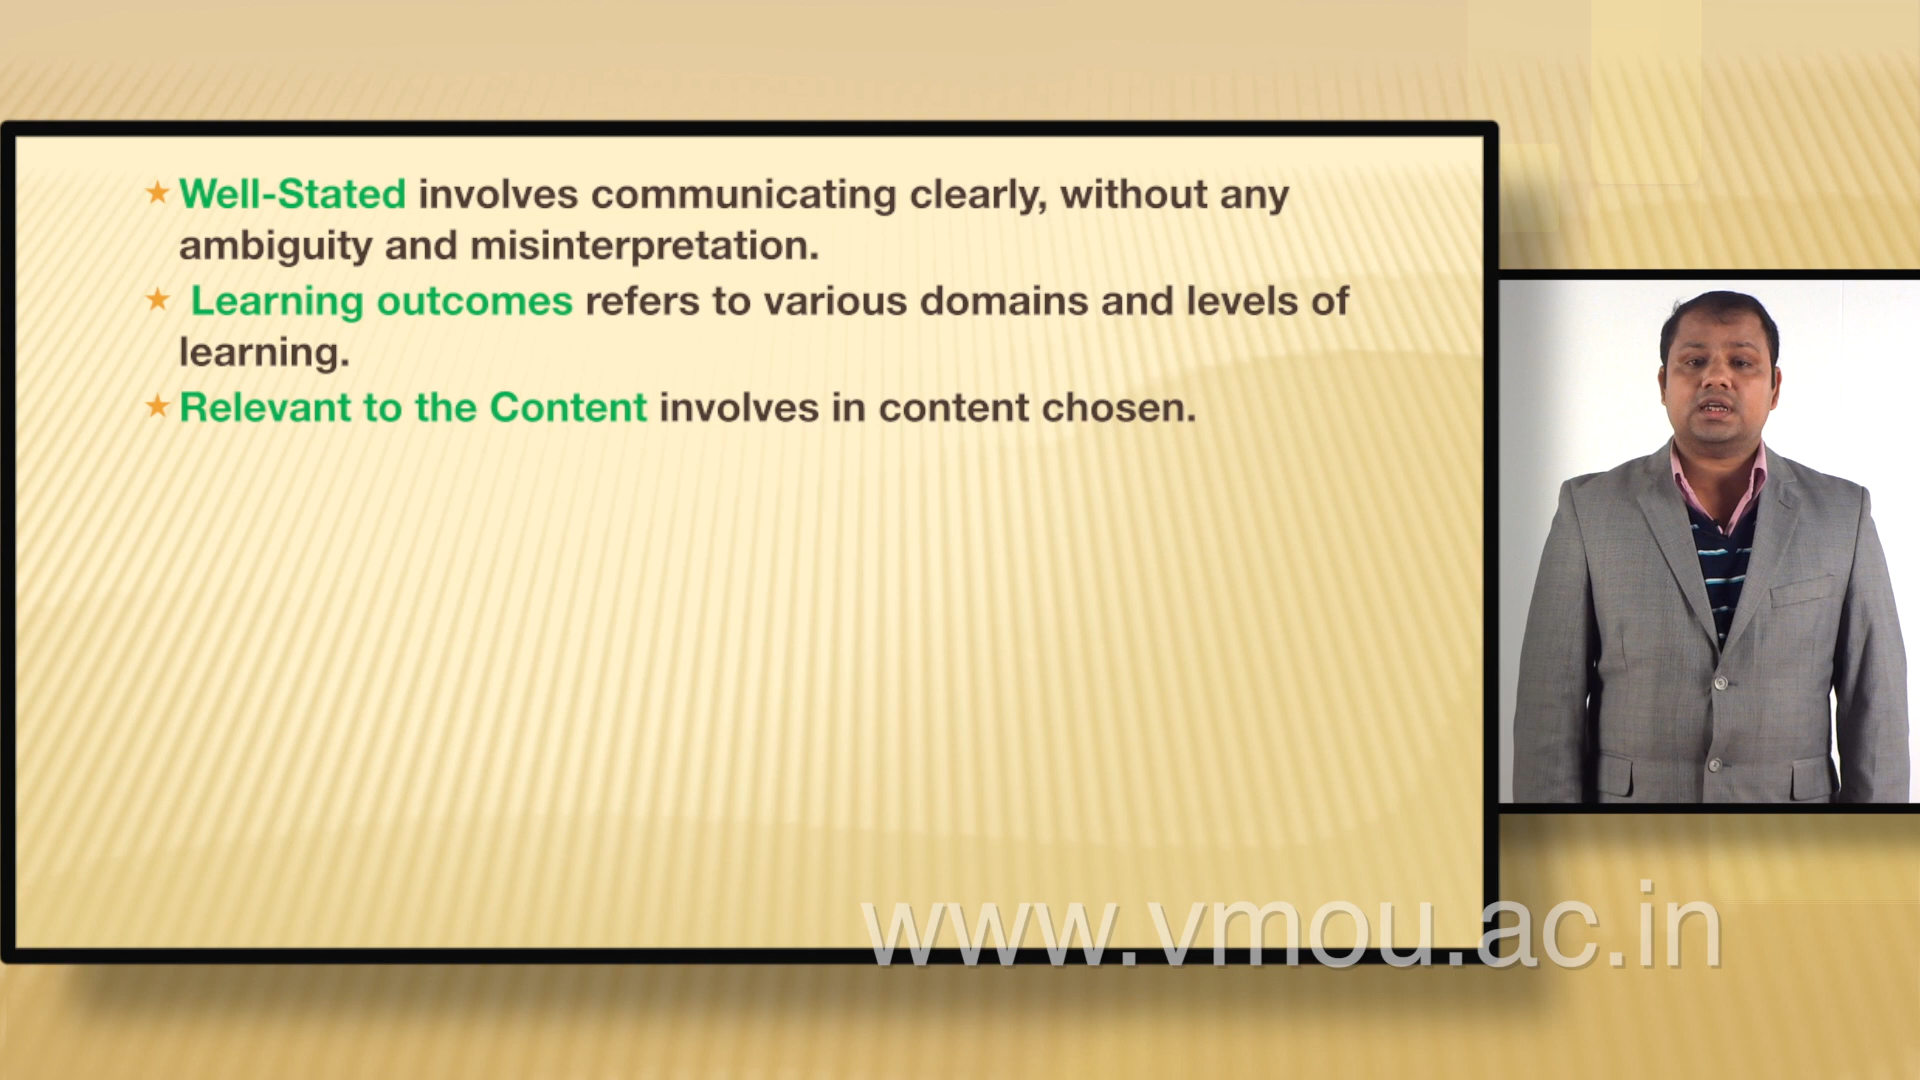 Well-Stated involves communicating clearly, without any
ambiguity and misinterpretation.
Learning outcomes refers to various domains and levels of
learning.
Relevant to the Content involves in content chosen.
www.vmou.ac.in